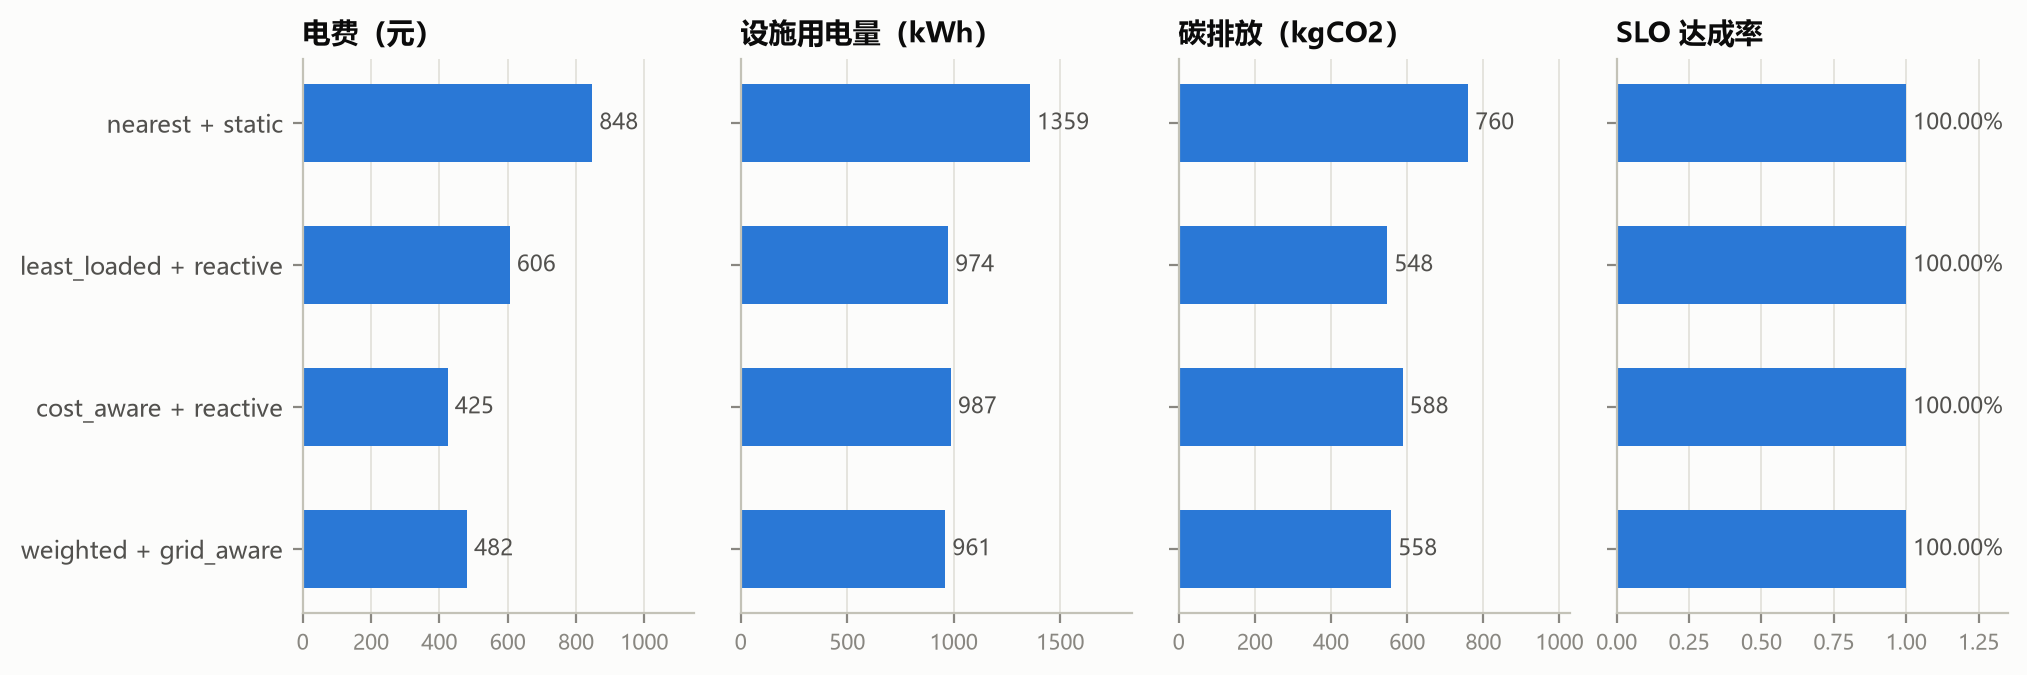 电费（元）
设施用电量（kWh）
碳排放（kgCO2）
SLO 达成率
nearest + static
848
1359
760
100.00%
least_loaded + reactive
606
974
548
100.00%
cost_aware + reactive
425
987
588
100.00%
weighted + grid_aware
482
961
558
100.00%
0 200 400 600 800 1000
0 500 1000 1500
0 200 400 600 800 1000
0.00 0.25 0.50 0.75 1.00 1.25